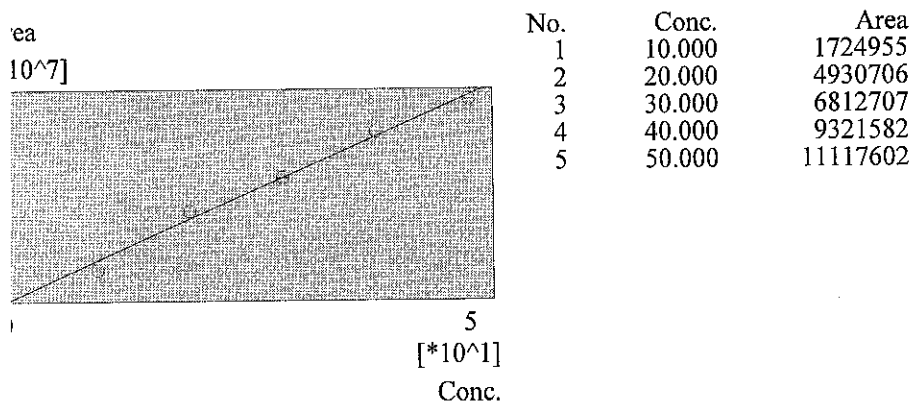 rea
10^7]
5
[*10^1]
Conc.
No. Conc. Area
1 10.000 1724955
2 20.000 4930706
3 30.000 6812707
4 40.000 9321582
5 50.000 11117602